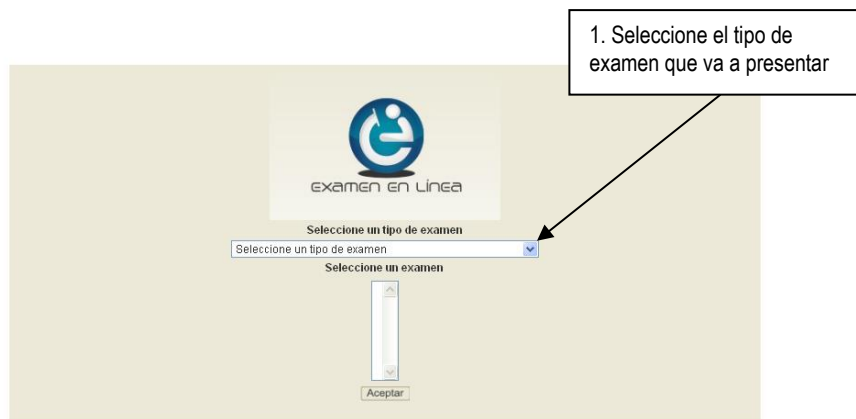 1. Seleccione el tipo de
examen que va a presentar
examen en Línea
Seleccione un tipo de examen
Seleccione un tipo de examen
Seleccione un examen
Aceptar